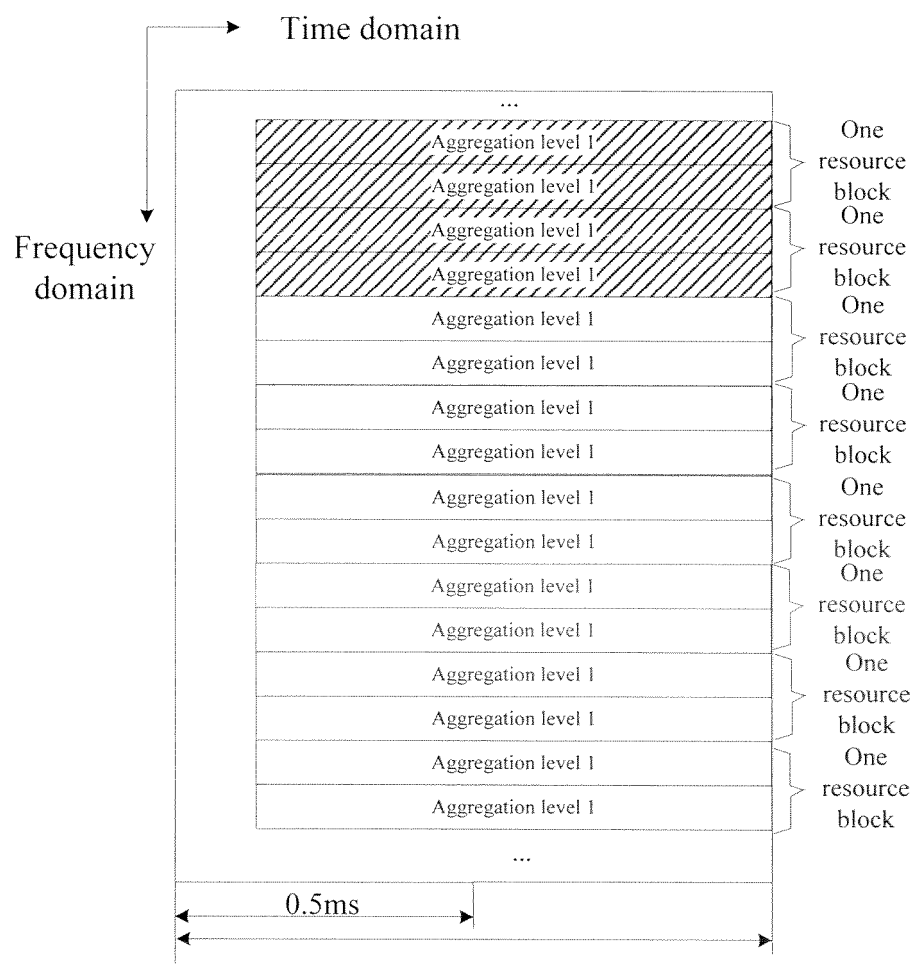 Time domain
Frequency
domain
...
Aggregation level 1
Aggregation level 1
One
resource
block
Aggregation level 1
Aggregation level 1
One
resource
block
Aggregation level 1
Aggregation level 1
One
resource
block
Aggregation level 1
Aggregation level 1
One
resource
block
Aggregation level 1
Aggregation level 1
One
resource
block
Aggregation level 1
Aggregation level 1
One
resource
block
Aggregation level 1
Aggregation level 1
One
resource
block
Aggregation level 1
Aggregation level 1
One
resource
block
...
0.5ms